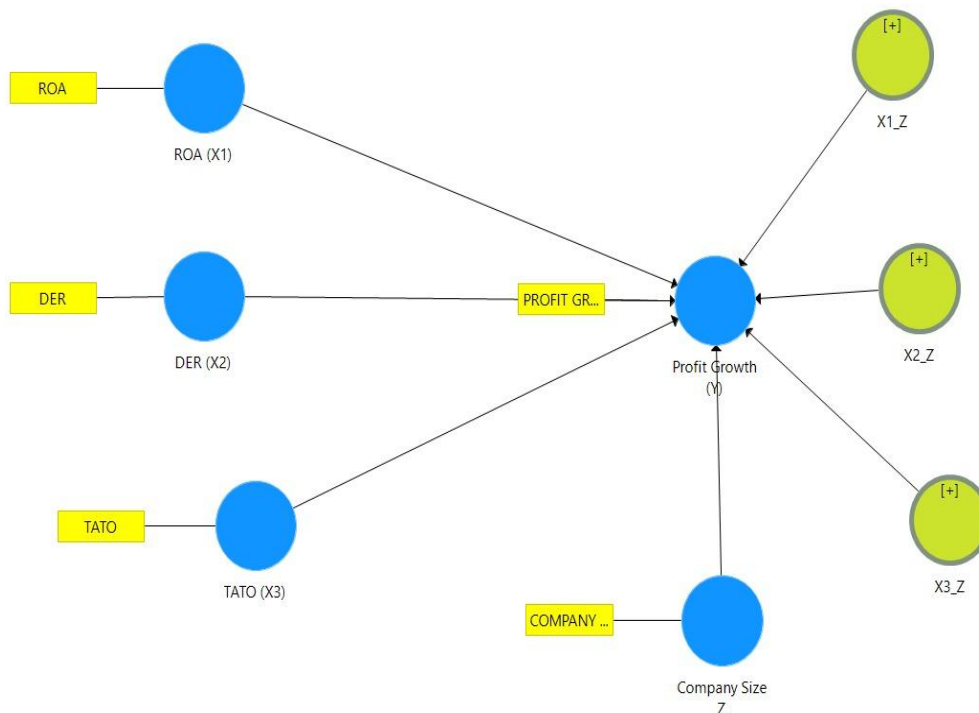 [+]
ROA
X1_Z
ROA (X1)
[+]
DER
PROFIT GR...
X2_Z
DER (X2)
Profit Growth
(Y)
[+]
TATO
TATO (X3)
X3_Z
COMPANY ...
Company Size
Z